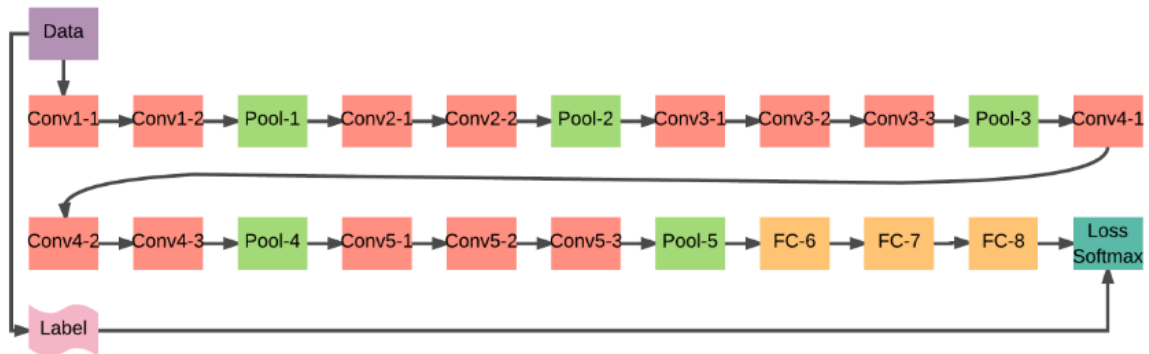 Data
Conv1-1
Conv1-2
Pool-1
Conv2-1
Conv2-2
Pool-2
Conv3-1
Conv3-2
Conv3-3
Pool-3
Conv4-1
Conv4-2
Conv4-3
Pool-4
Conv5-1
Conv5-2
Conv5-3
Pool-5
FC-6
FC-7
FC-8
Loss
Softmax
Label